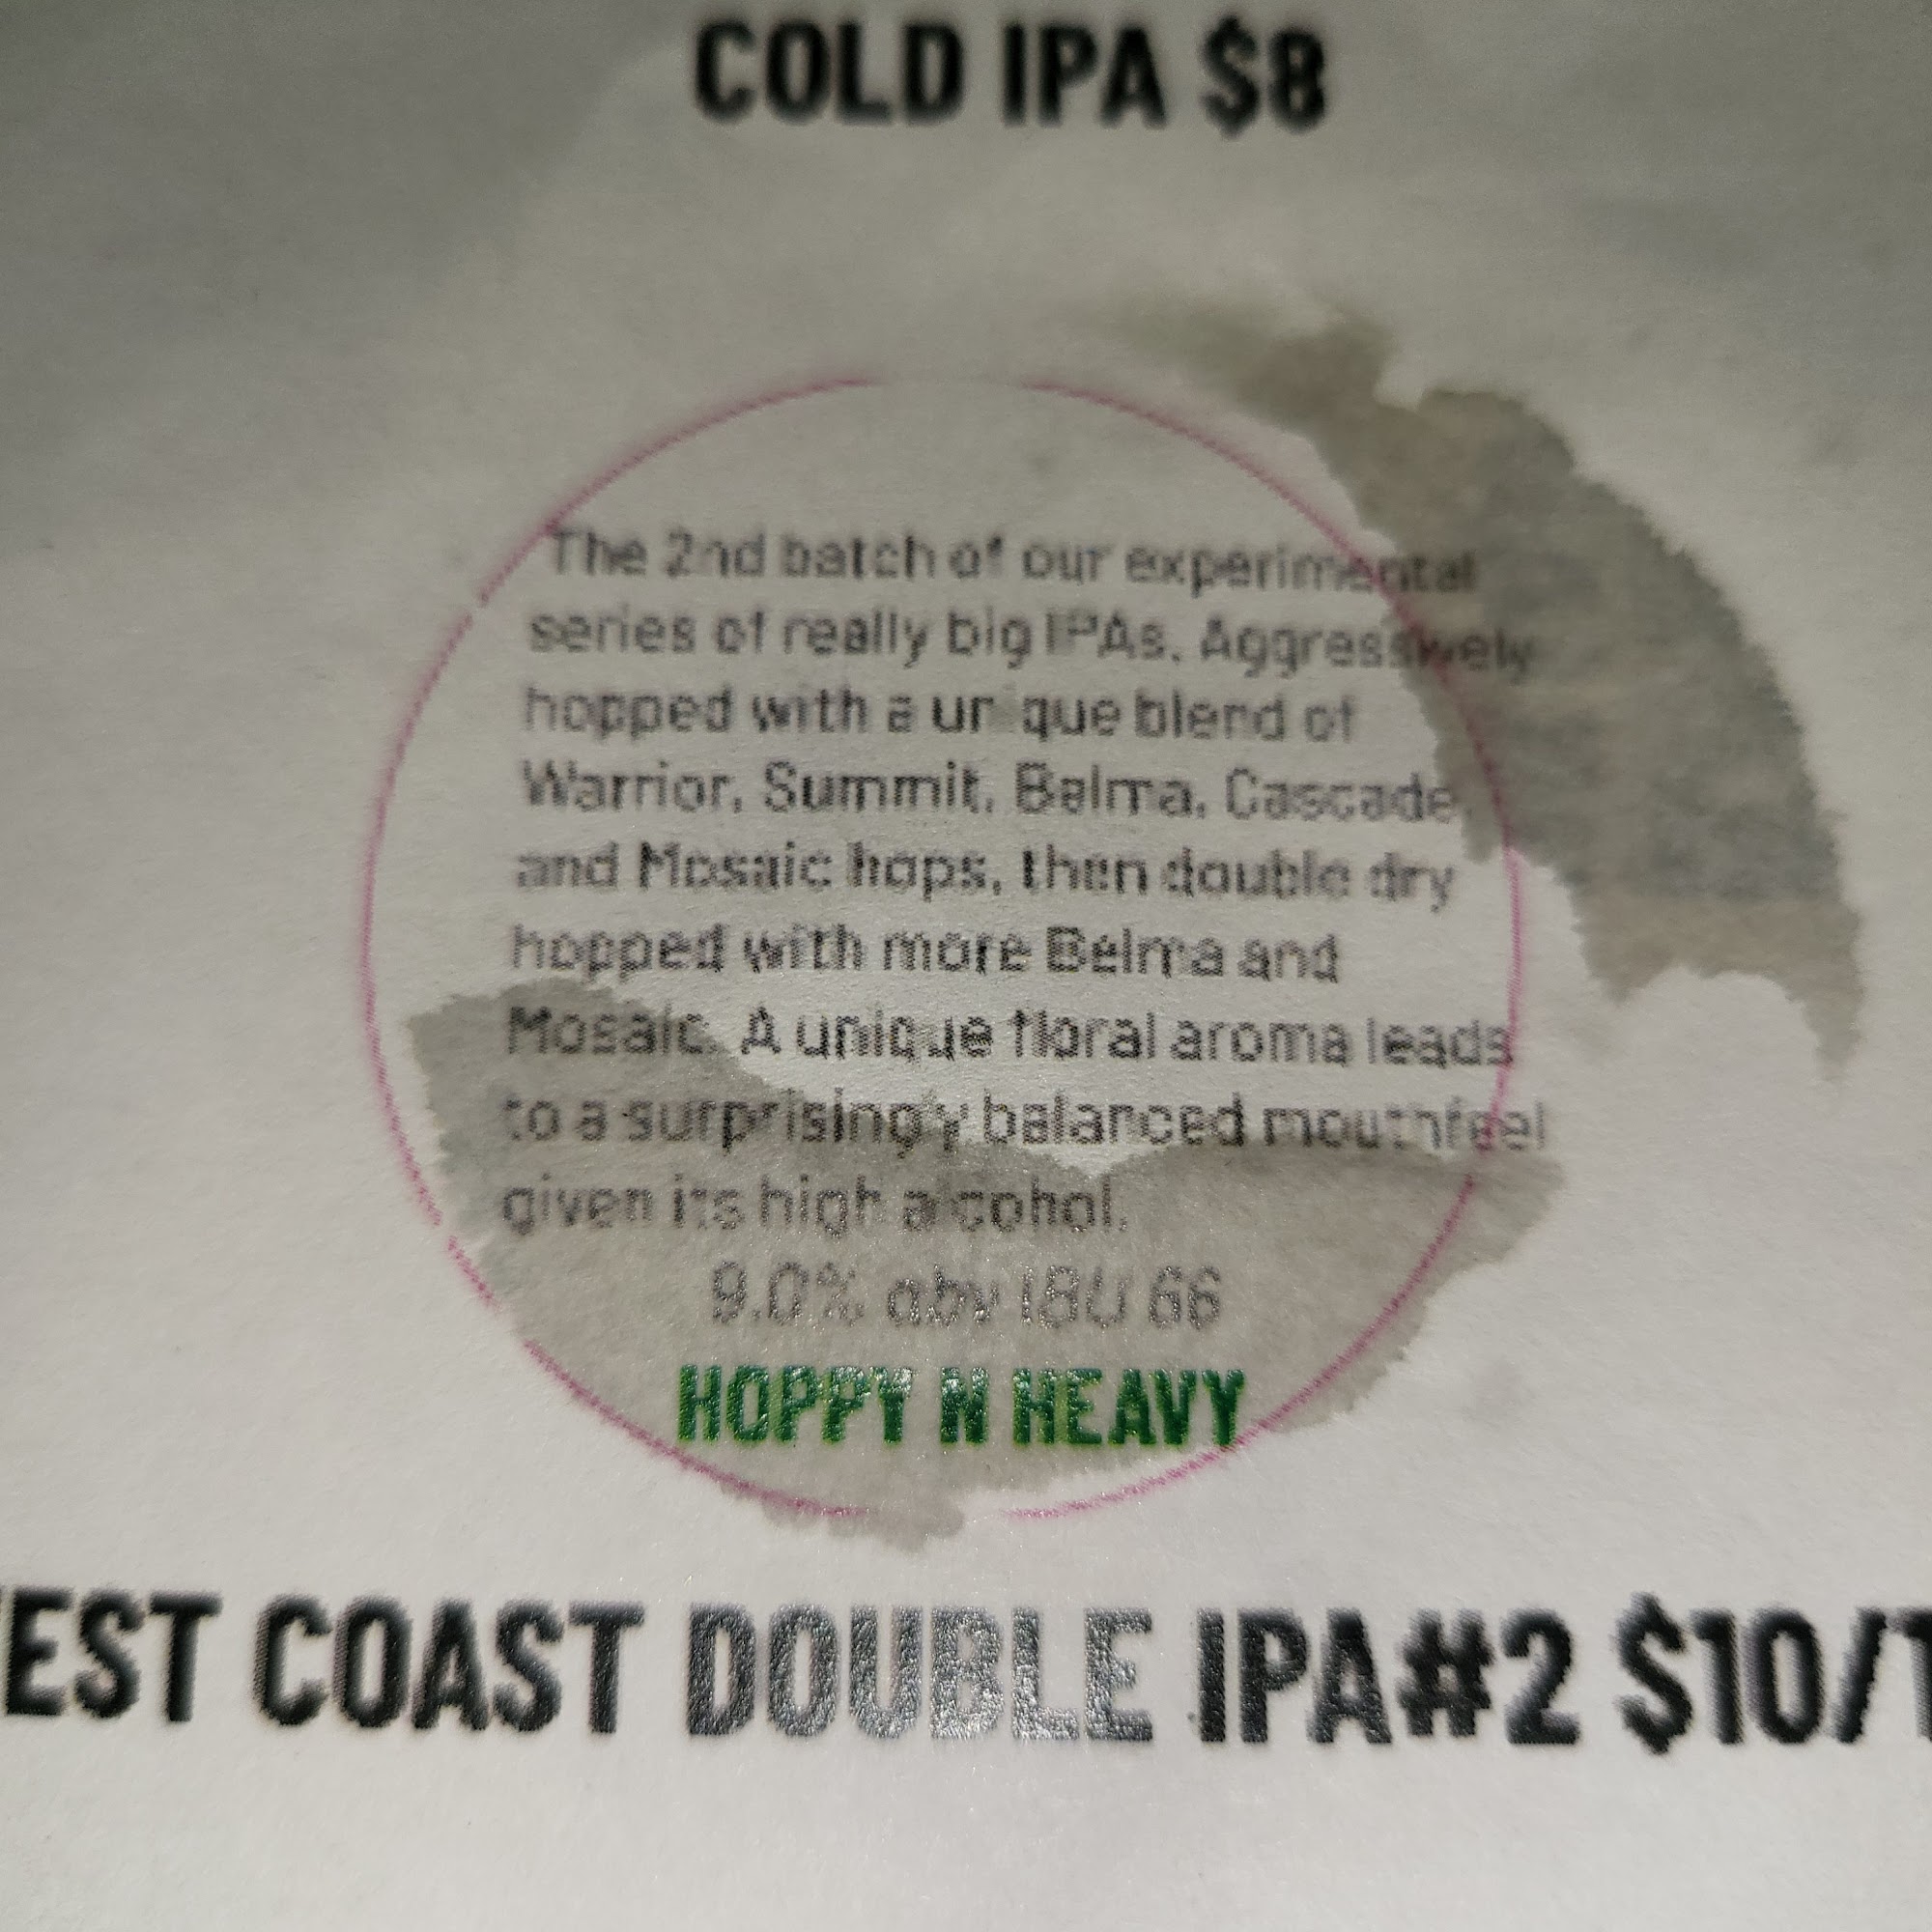 COLD IPA $8
The 2nd batch of our experimental
series of really big IPAs. Aggressively
hopped with a unique blend of
Warrior, Summit, Belma, Cascade,
and Mosaic hops, then double dry
hopped with more Belma and
Mosaic. A unique floral aroma leads
to a surprisingly balanced mouthfeel
given its high alcohol.
9.0% abv IBU 66
HOPPY N HEAVY
EST COAST DOUBLE IPA#2 $10/1